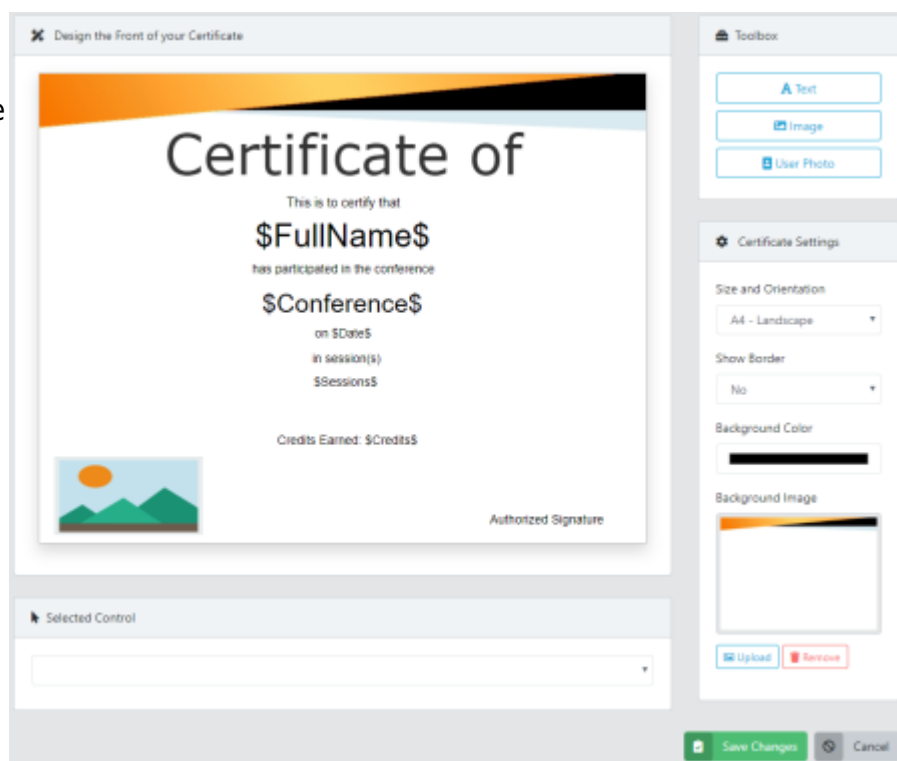 Design the Front of your Certificate
e
Certificate of
This is to certify that
$FullName$
has participated in the conference
$Conference$
on $Date$
in session(s)
$Sessions$
Credits Earned: $Credits$
Authorized Signature
Selected Control
Toolbox
A Text
Image
User Photo
Certificate Settings
Size and Orientation
A4 - Landscape
Show Border
No
Background Color
Background Image
Upload Remove
Save Changes Cancel